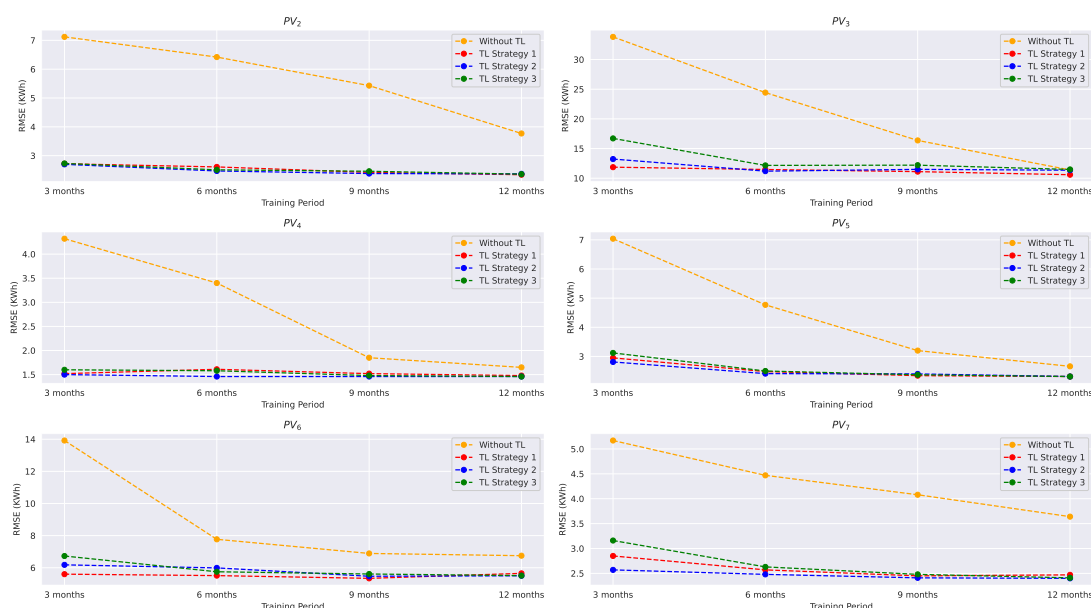 PV2
RMSE (KWh)
7
6
5
4
3
3 months
6 months
9 months
12 months
Training Period
Without TL
TL Strategy 1
TL Strategy 2
TL Strategy 3
PV3
RMSE (KWh)
30
25
20
15
10
3 months
6 months
9 months
12 months
Training Period
Without TL
TL Strategy 1
TL Strategy 2
TL Strategy 3
PV4
RMSE (KWh)
4.0
3.5
3.0
2.5
2.0
1.5
3 months
6 months
9 months
12 months
Training Period
Without TL
TL Strategy 1
TL Strategy 2
TL Strategy 3
PV5
RMSE (KWh)
7
6
5
4
3
3 months
6 months
9 months
12 months
Training Period
Without TL
TL Strategy 1
TL Strategy 2
TL Strategy 3
PV6
RMSE (KWh)
14
12
10
8
6
3 months
6 months
9 months
12 months
Training Period
Without TL
TL Strategy 1
TL Strategy 2
TL Strategy 3
PV7
RMSE (KWh)
5.0
4.5
4.0
3.5
3.0
2.5
3 months
6 months
9 months
12 months
Training Period
Without TL
TL Strategy 1
TL Strategy 2
TL Strategy 3